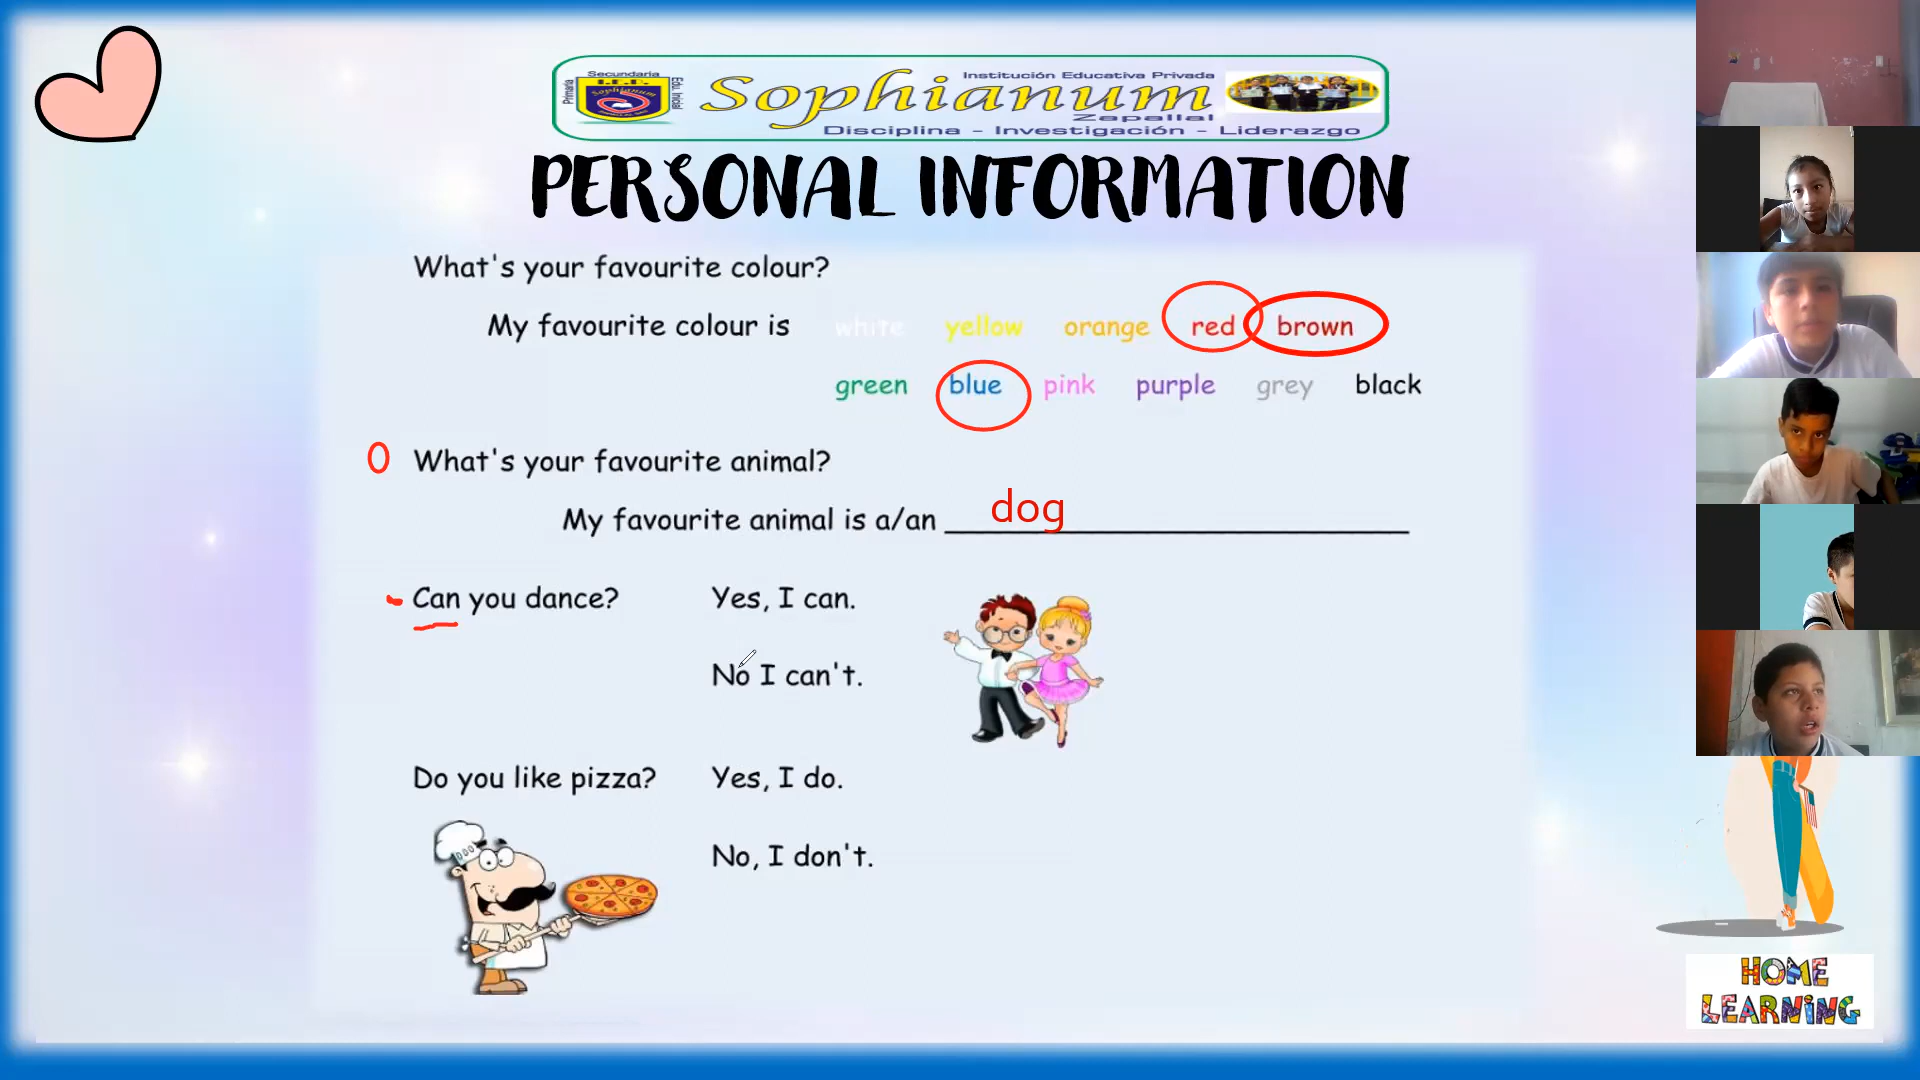 Secundaria
Primaria
Edu. Inicial
I.E.P.
Sophianum
Institución Educativa Privada
Sophianum
Zapallal
Disciplina - Investigación - Liderazgo
PERSONAL INFORMATION
What's your favourite colour?
My favourite colour is white yellow orange red brown
green blue pink purple grey black
O What's your favourite animal?
My favourite animal is a/an dog
Can you dance? Yes, I can.
No I can't.
Do you like pizza? Yes, I do.
No, I don't.
HOME
LEARNING